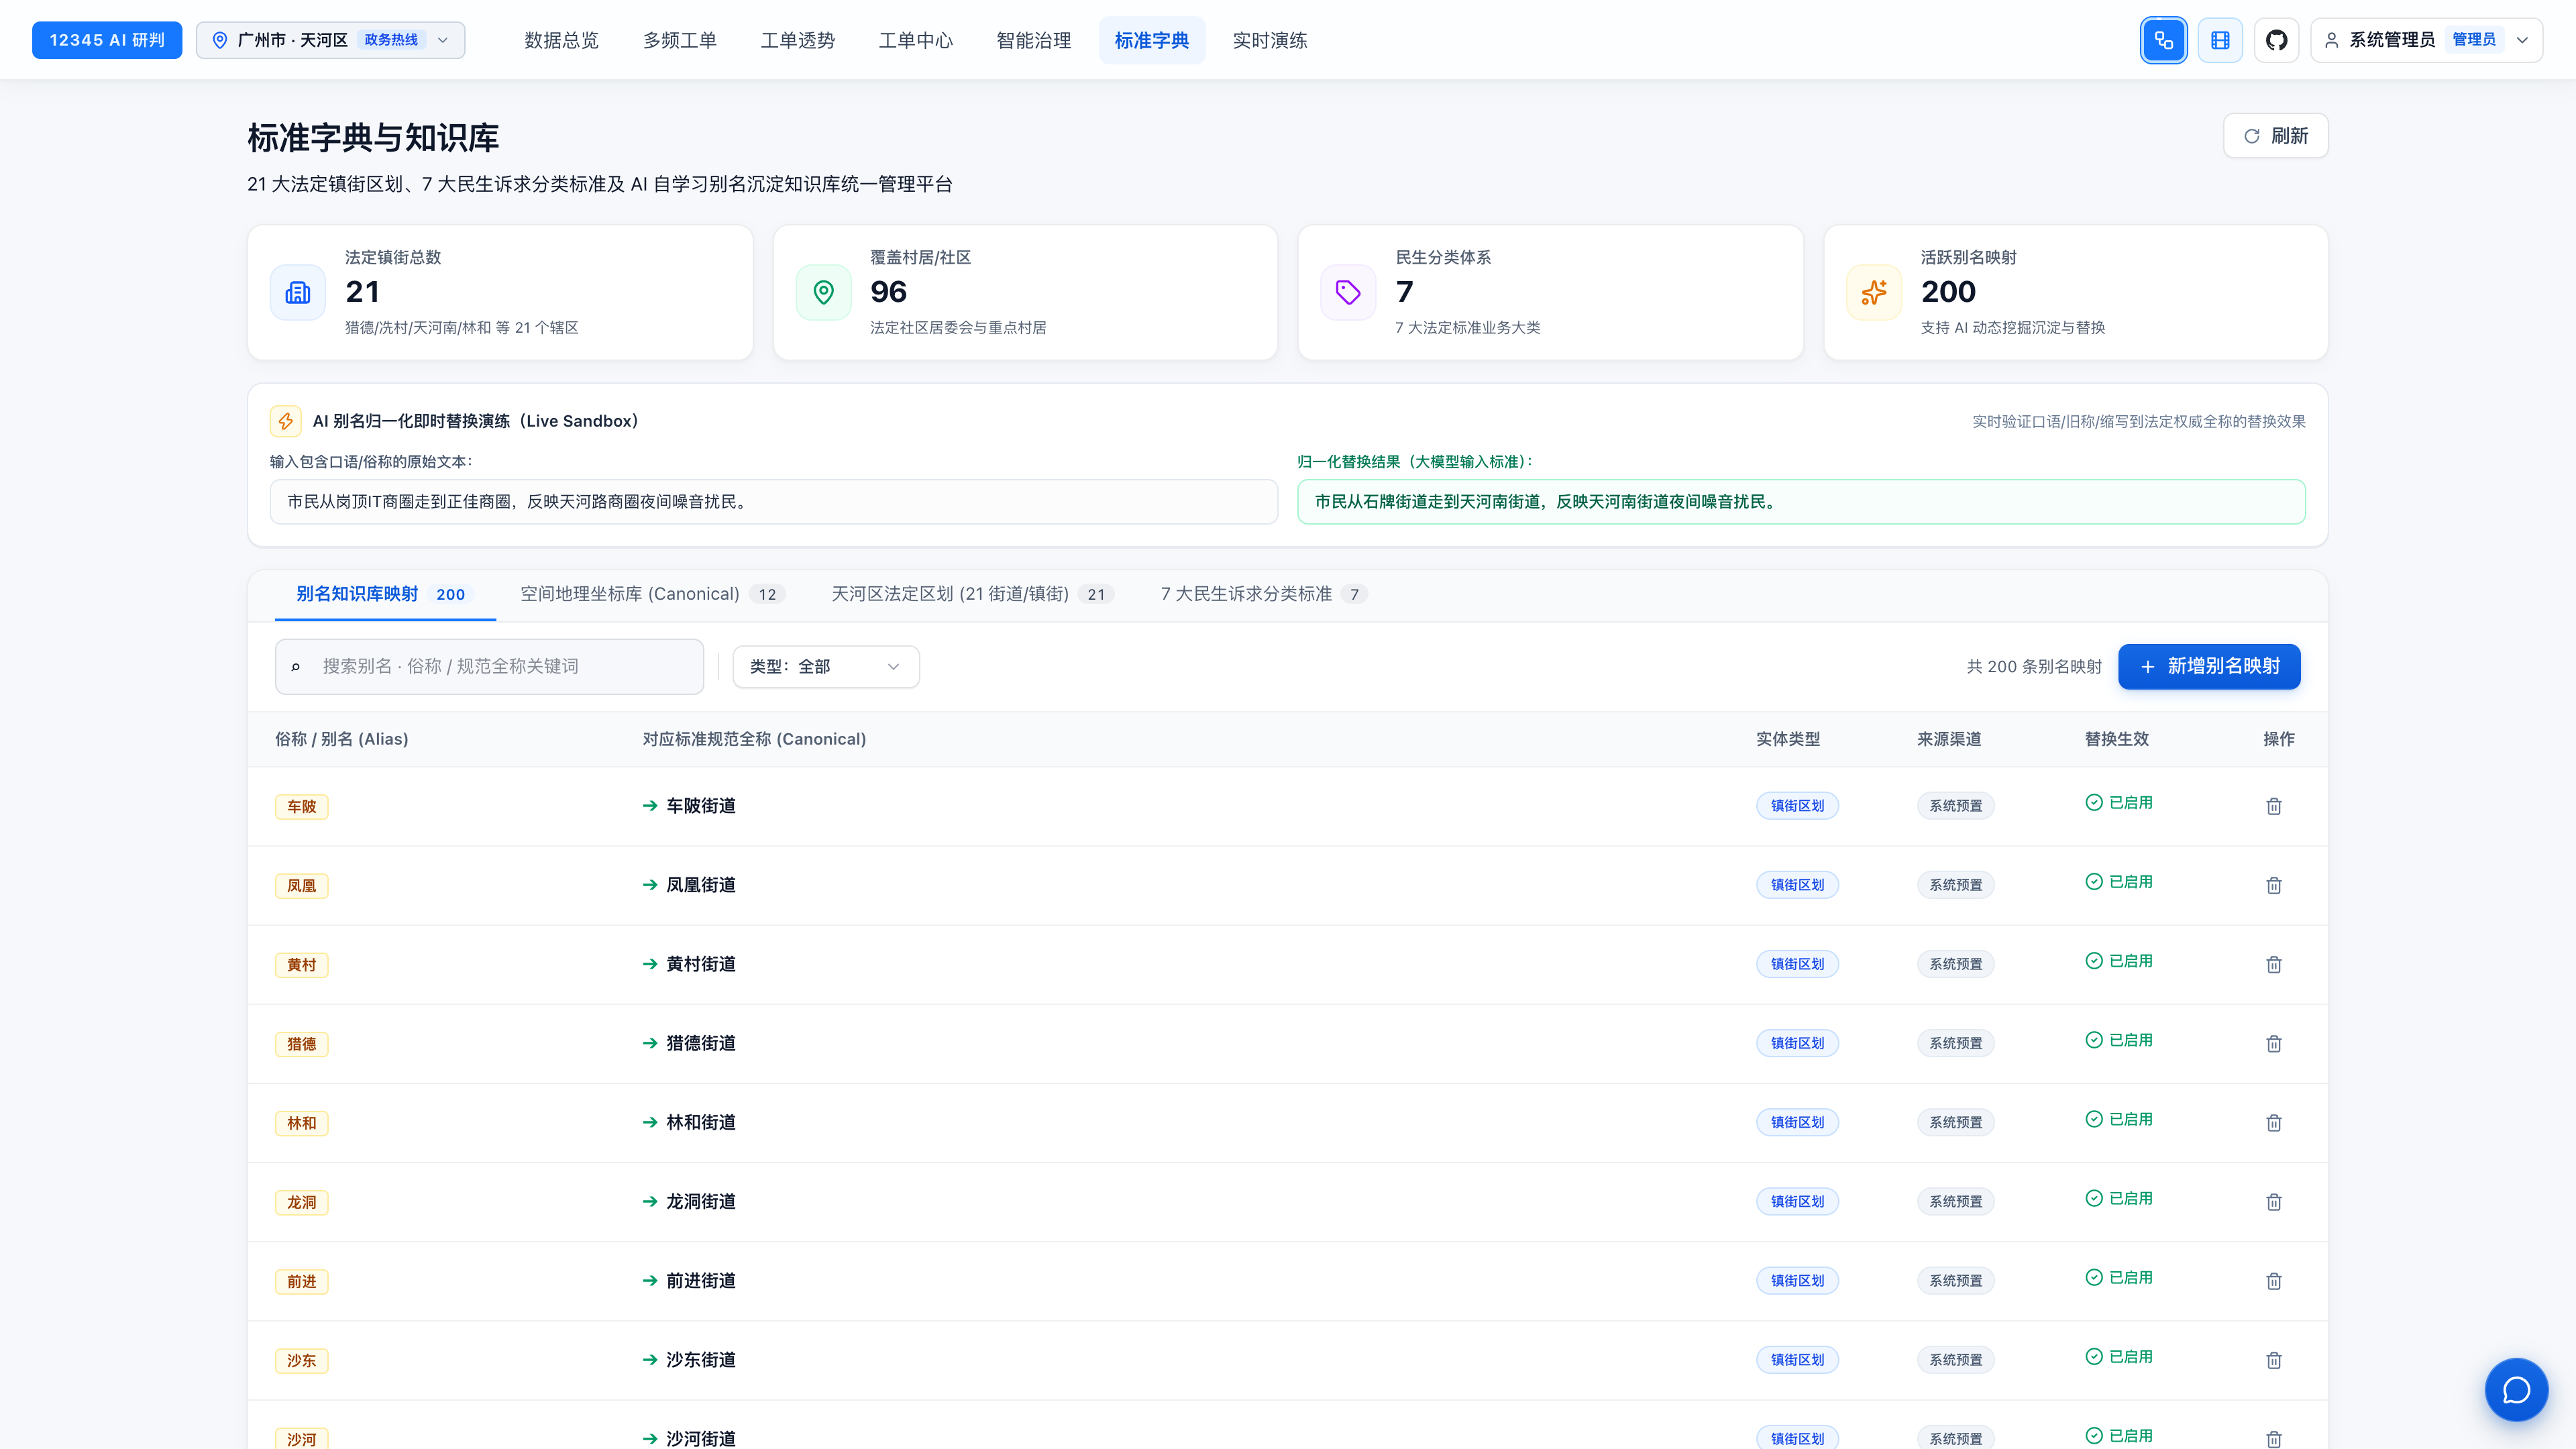 12345 AI 研判
广州市 · 天河区 政务热线
数据总览 多频工单 工单透势 工单中心 智能治理 标准字典 实时演练
系统管理员 管理员
标准字典与知识库
刷新
21 大法定镇街区划、7 大民生诉求分类标准及 AI 自学习别名沉淀知识库统一管理平台
法定镇街总数
21
猎德/冼村/天河南/林和 等 21 个辖区
覆盖村居/社区
96
法定社区居委会与重点村居
民生分类体系
7
7 大法定标准业务大类
活跃别名映射
200
支持 AI 动态挖掘沉淀与替换
AI 别名归一化即时替换演练（Live Sandbox）
实时验证口语/旧称/缩写到法定权威全称的替换效果
输入包含口语/俗称的原始文本：
市民从岗顶IT商圈走到正佳商圈，反映天河路商圈夜间噪音扰民。
归一化替换结果（大模型输入标准）：
市民从石牌街道走到天河南街道，反映天河南街道夜间噪音扰民。
别名知识库映射 200 空间地理坐标库 (Canonical) 12 天河区法定区划 (21 街道/镇街) 21 7 大民生诉求分类标准 7
搜索别名 · 俗称 / 规范全称关键词
类型：全部
共 200 条别名映射
新增别名映射
俗称 / 别名 (Alias) 对应标准规范全称 (Canonical) 实体类型 来源渠道 替换生效 操作
车陂 车陂街道 镇街区划 系统预置 已启用
凤凰 凤凰街道 镇街区划 系统预置 已启用
黄村 黄村街道 镇街区划 系统预置 已启用
猎德 猎德街道 镇街区划 系统预置 已启用
林和 林和街道 镇街区划 系统预置 已启用
龙洞 龙洞街道 镇街区划 系统预置 已启用
前进 前进街道 镇街区划 系统预置 已启用
沙东 沙东街道 镇街区划 系统预置 已启用
沙河 沙河街道 镇街区划 系统预置 已启用